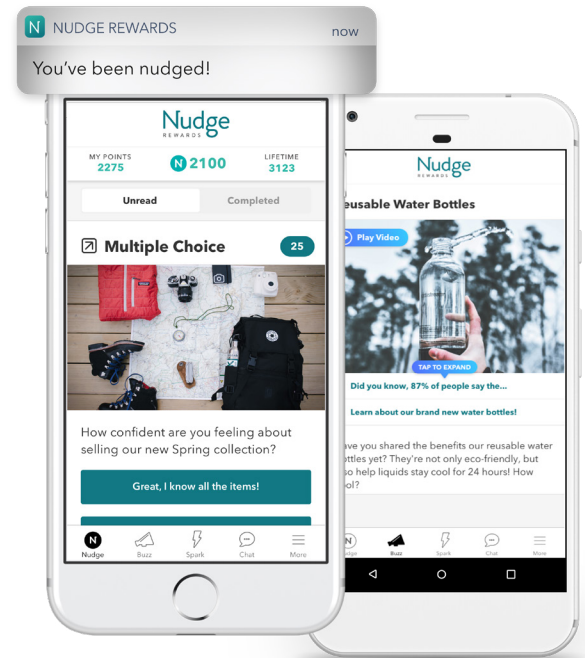 N NUDGE REWARDS now
You've been nudged!
Nudge
REWARDS
MY POINTS
2275
N 2100
LIFETIME
3123
Unread Completed
Multiple Choice 25
How confident are you feeling about
selling our new Spring collection?
Great, I know all the items!
N
Nudge Buzz Spark Chat More
Nudge
REWARDS
eusable Water Bottles
Play Video
TAP TO EXPAND
Did you know, 87% of people say the...
Learn about our brand new water bottles!
ave you shared the benefits our reusable water
ottles yet? They're not only eco-friendly, but
so help liquids stay cool for 24 hours! How
ol?
N
dge Buzz Spark Chat More